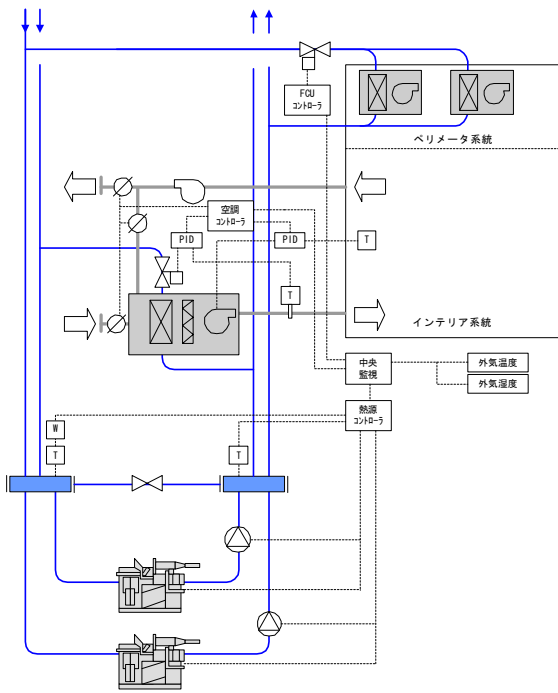 FCU
コントローラ
ペリメータ系統
空調
コントローラ
PID
PID
T
T
インテリア系統
中央
監視
外気温度
外気湿度
熱源
コントローラ
W
T
T